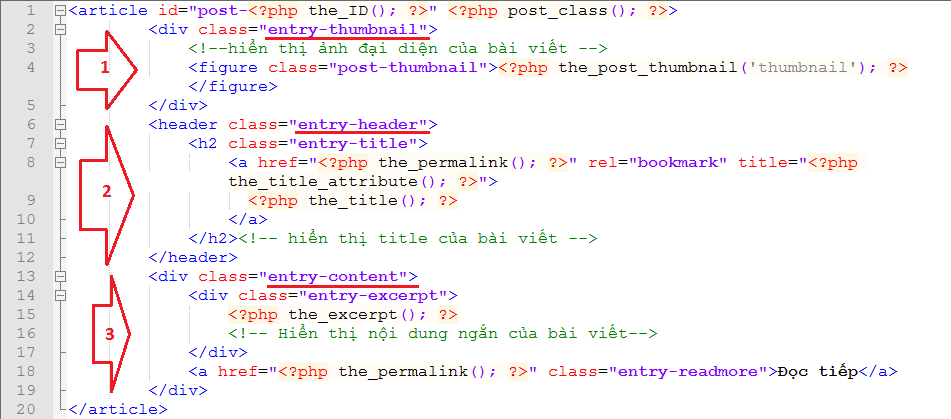 1 <article id="post-<?php the_ID(); ?>" <?php post_class(); ?>>
2 <div class="entry-thumbnail">
3 <!--hiển thị ảnh đại diện của bài viết -->
4 <figure class="post-thumbnail"><?php the_post_thumbnail('thumbnail'); ?>
</figure>
5 </div>
6 <header class="entry-header">
7 <h2 class="entry-title">
8 <a href="<?php the_permalink(); ?>" rel="bookmark" title="<?php
the_title_attribute(); ?>">
9 <?php the_title(); ?>
10 </a>
11 </h2><!-- hiển thị title của bài viết -->
12 </header>
13 <div class="entry-content">
14 <div class="entry-excerpt">
15 <?php the_excerpt(); ?>
16 <!-- Hiển thị nội dung ngắn của bài viết-->
17 </div>
18 <a href="<?php the_permalink(); ?>" class="entry-readmore">Đọc tiếp</a>
19 </div>
20 </article>
1
2
3